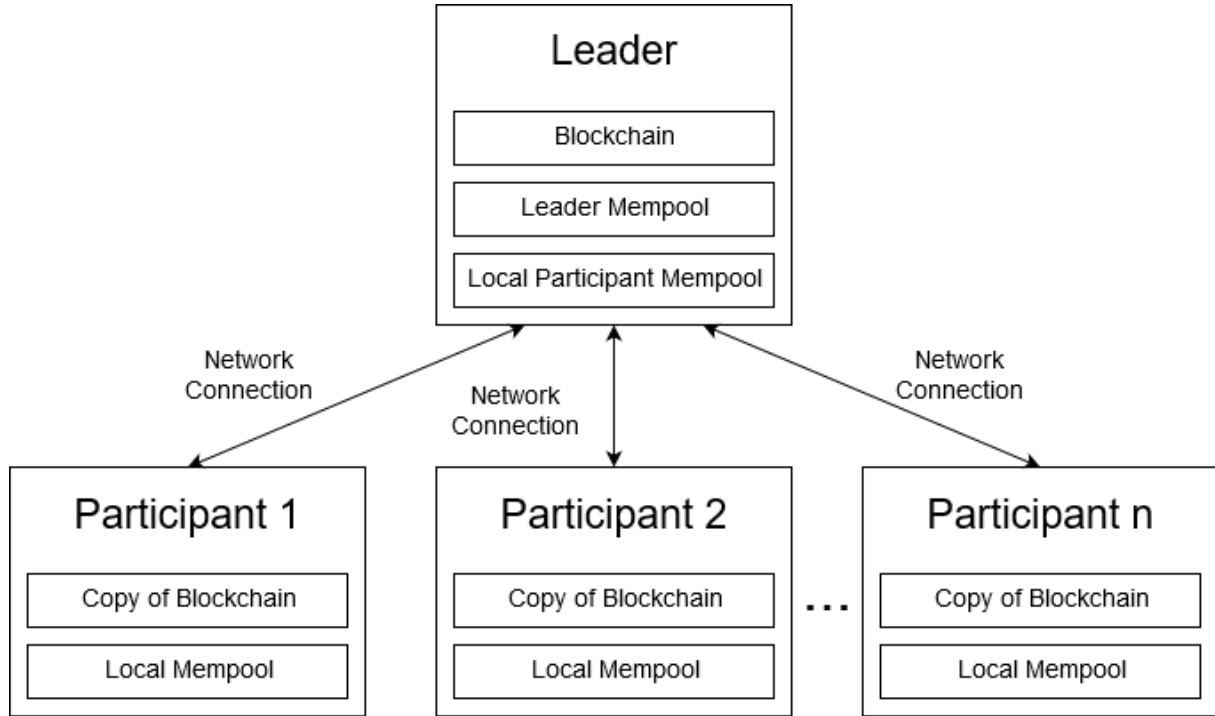 Leader
Blockchain
Leader Mempool
Local Participant Mempool
Network
Connection
Network
Connection
Network
Connection
Participant 1
Copy of Blockchain
Local Mempool
Participant 2
Copy of Blockchain
Local Mempool
...
Participant n
Copy of Blockchain
Local Mempool